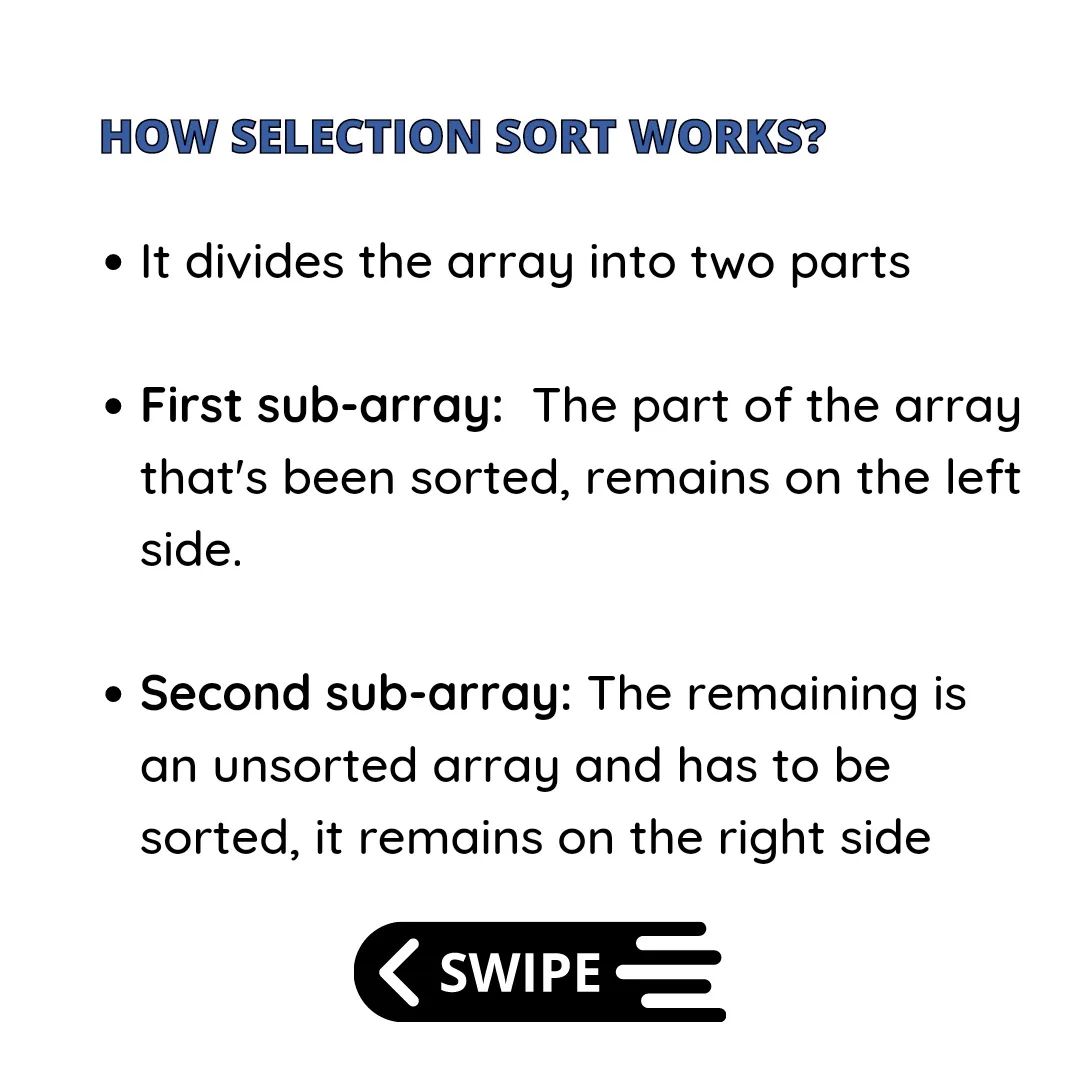 HOW SELECTION SORT WORKS?
• It divides the array into two parts
• First sub-array: The part of the array
that's been sorted, remains on the left
side.
• Second sub-array: The remaining is
an unsorted array and has to be
sorted, it remains on the right side
SWIPE